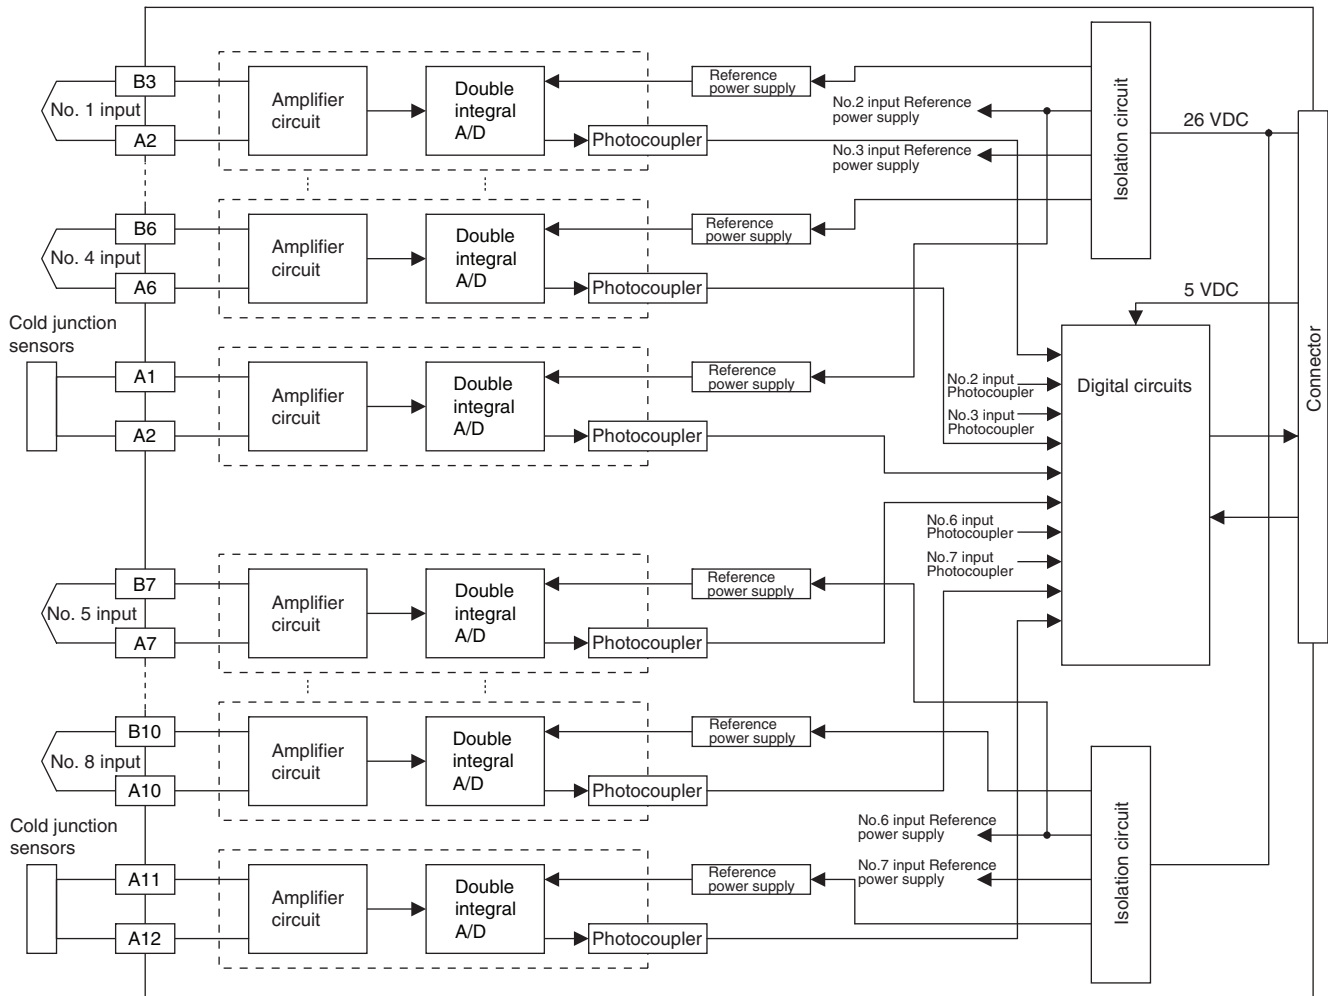 B3
No. 1 input
A2
Amplifier
circuit
Double
integral
A/D
Photocoupler
Reference
power supply
No.2 input Reference
power supply
No.3 input Reference
power supply
Isolation circuit
26 VDC
B6
No. 4 input
A6
Amplifier
circuit
Double
integral
A/D
Photocoupler
Reference
power supply
5 VDC
Connector
Cold junction
sensors
A1
A2
Amplifier
circuit
Double
integral
A/D
Photocoupler
Reference
power supply
No.2 input
Photocoupler
No.3 input
Photocoupler
Digital circuits
No.6 input
Photocoupler
No.7 input
Photocoupler
B7
No. 5 input
A7
Amplifier
circuit
Double
integral
A/D
Photocoupler
Reference
power supply
B10
No. 8 input
A10
Amplifier
circuit
Double
integral
A/D
Photocoupler
Reference
power supply
No.6 input Reference
power supply
No.7 input Reference
power supply
Isolation circuit
Cold junction
sensors
A11
A12
Amplifier
circuit
Double
integral
A/D
Photocoupler
Reference
power supply